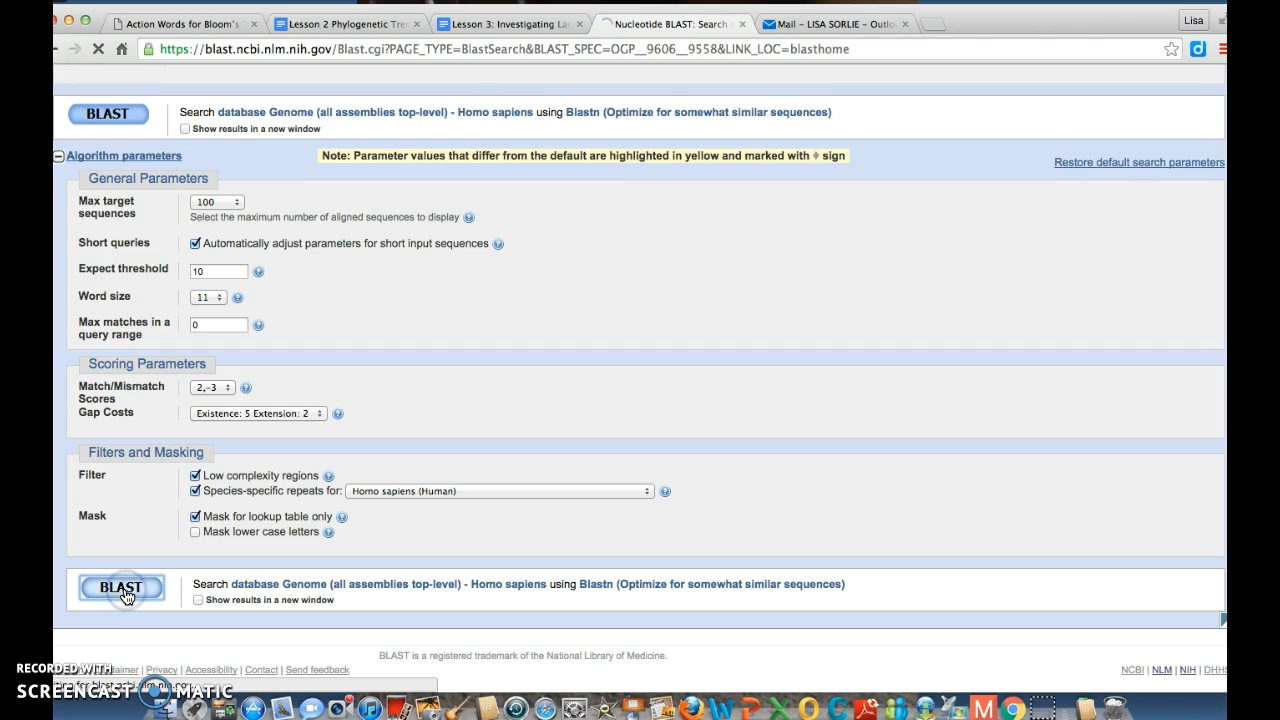 Action Words for Bloom's
Lesson 2 Phylogenetic Tree
Lesson 3: Investigating Lac
Nucleotide BLAST: Search
Mail – LISA SORLIE – Outlo
Lisa
https://blast.ncbi.nlm.nih.gov/Blast.cgi?PAGE_TYPE=BlastSearch&BLAST_SPEC=OGP__9606__9558&LINK_LOC=blasthome
BLAST
Search database Genome (all assemblies top-level) - Homo sapiens using Blastn (Optimize for somewhat similar sequences)
Show results in a new window
Algorithm parameters
Note: Parameter values that differ from the default are highlighted in yellow and marked with ♦ sign
Restore default search parameters
General Parameters
Max target sequences
100
Select the maximum number of aligned sequences to display
Short queries
Automatically adjust parameters for short input sequences
Expect threshold
10
Word size
11
Max matches in a query range
0
Scoring Parameters
Match/Mismatch Scores
2,-3
Gap Costs
Existence: 5 Extension: 2
Filters and Masking
Filter
Low complexity regions
Species-specific repeats for:
Homo sapiens (Human)
Mask
Mask for lookup table only
Mask lower case letters
BLAST
Search database Genome (all assemblies top-level) - Homo sapiens using Blastn (Optimize for somewhat similar sequences)
Show results in a new window
BLAST is a registered trademark of the National Library of Medicine.
RECORDED WITH
SCREENCAST MATIC
claimer | Privacy | Accessibility | Contact | Send feedback
NCBI | NLM | NIH | DHHS